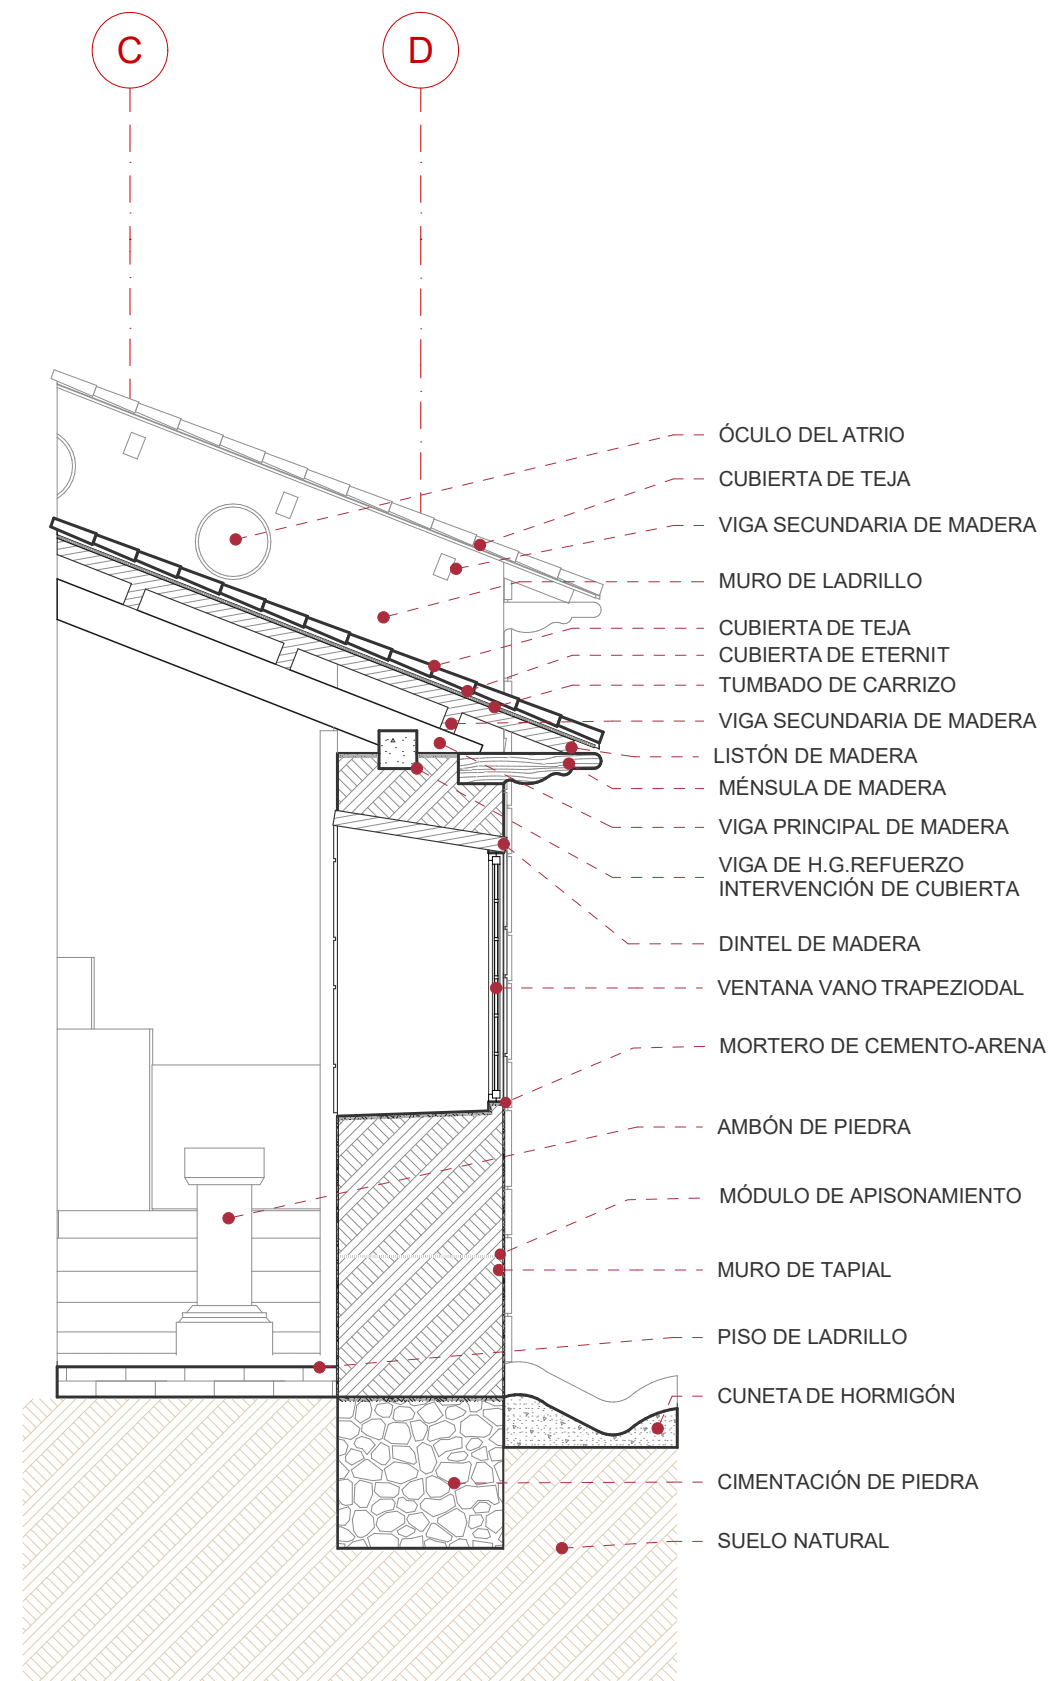 C
D
ÓCULO DEL ATRIO
CUBIERTA DE TEJA
VIGA SECUNDARIA DE MADERA
MURO DE LADRILLO
CUBIERTA DE TEJA
CUBIERTA DE ETERNIT
TUMBADO DE CARRIZO
VIGA SECUNDARIA DE MADERA
LISTÓN DE MADERA
MÉNSULA DE MADERA
VIGA PRINCIPAL DE MADERA
VIGA DE H.G.REFUERZO
INTERVENCIÓN DE CUBIERTA
DINTEL DE MADERA
VENTANA VANO TRAPEZIODAL
MORTERO DE CEMENTO-ARENA
AMBÓN DE PIEDRA
MÓDULO DE APISONAMIENTO
MURO DE TAPIAL
PISO DE LADRILLO
CUNETA DE HORMIGÓN
CIMENTACIÓN DE PIEDRA
SUELO NATURAL